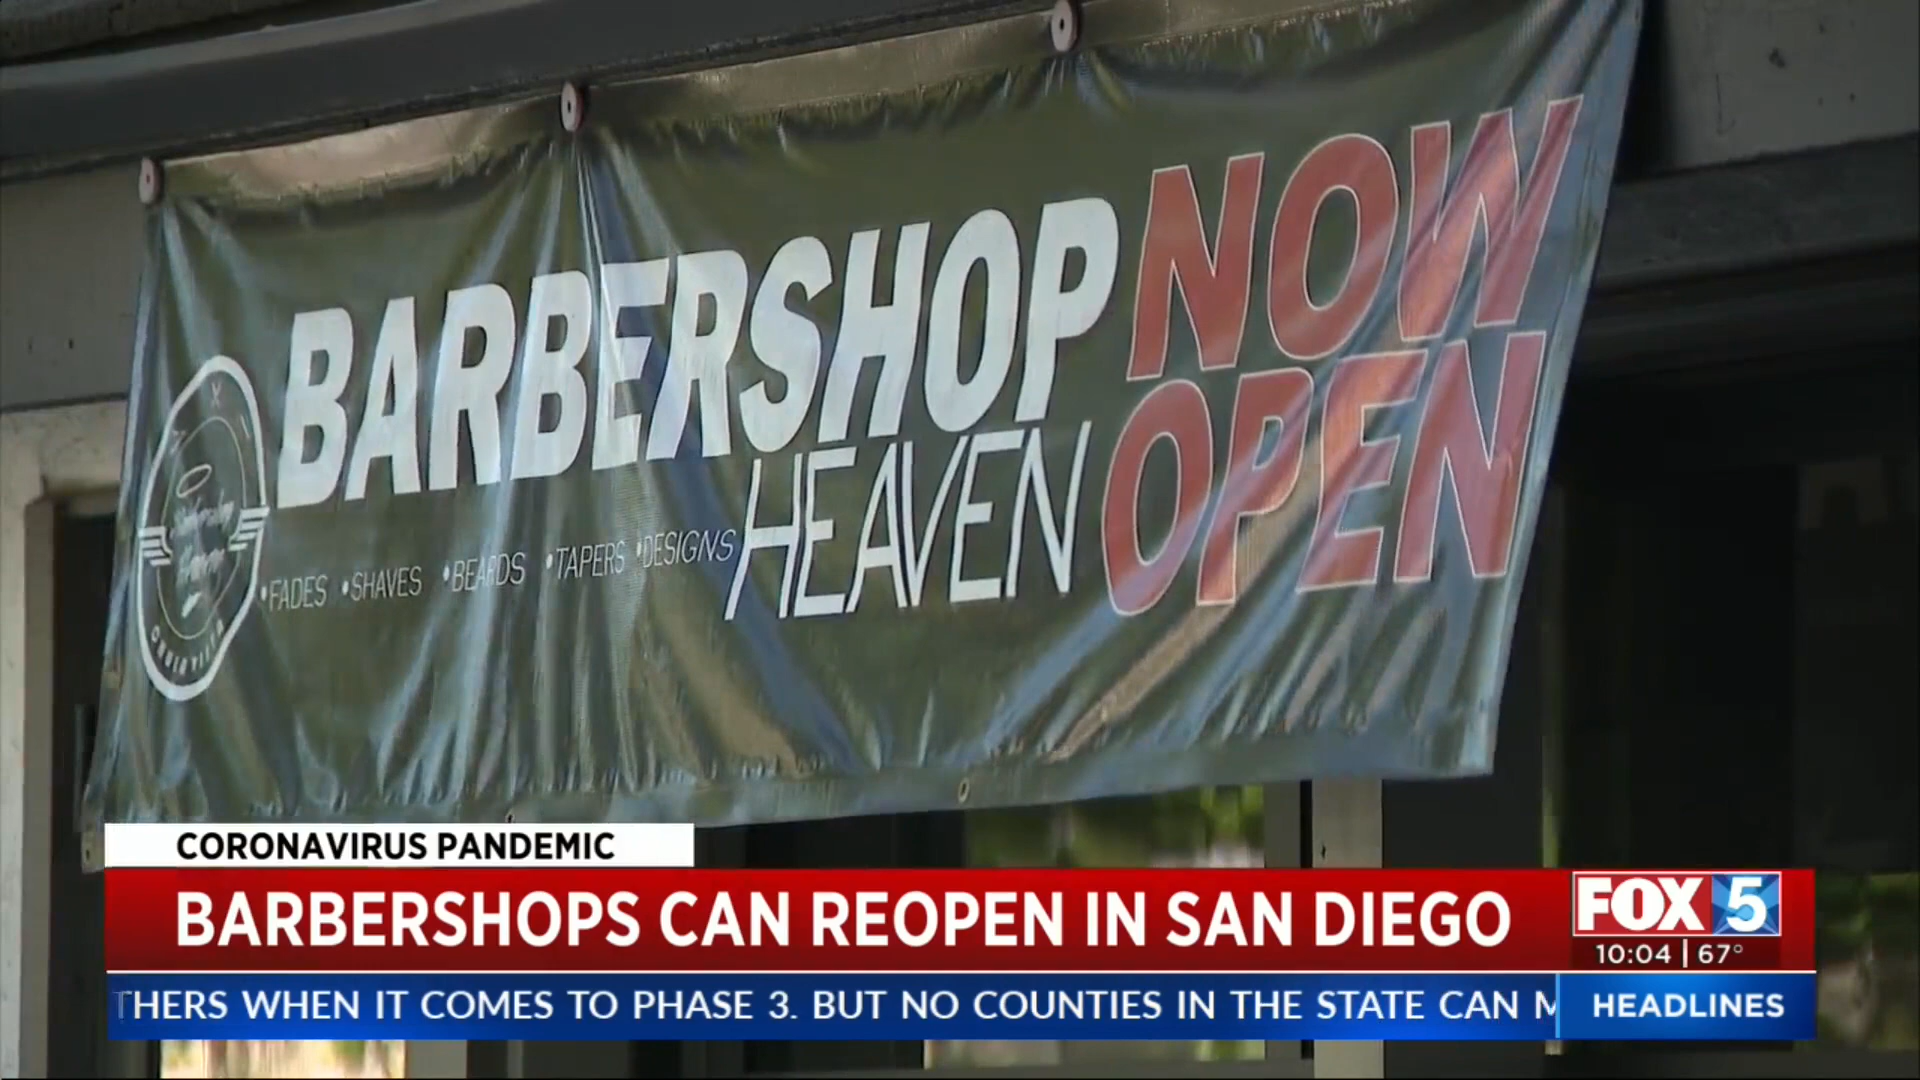 BARBERSHOP NOW
HEAVEN OPEN
•FADES •SHAVES •BEARDS •TAPERS •DESIGNS
CORONAVIRUS PANDEMIC
BARBERSHOPS CAN REOPEN IN SAN DIEGO
FOX 5
10:04 | 67°
THERS WHEN IT COMES TO PHASE 3. BUT NO COUNTIES IN THE STATE CAN M
HEADLINES